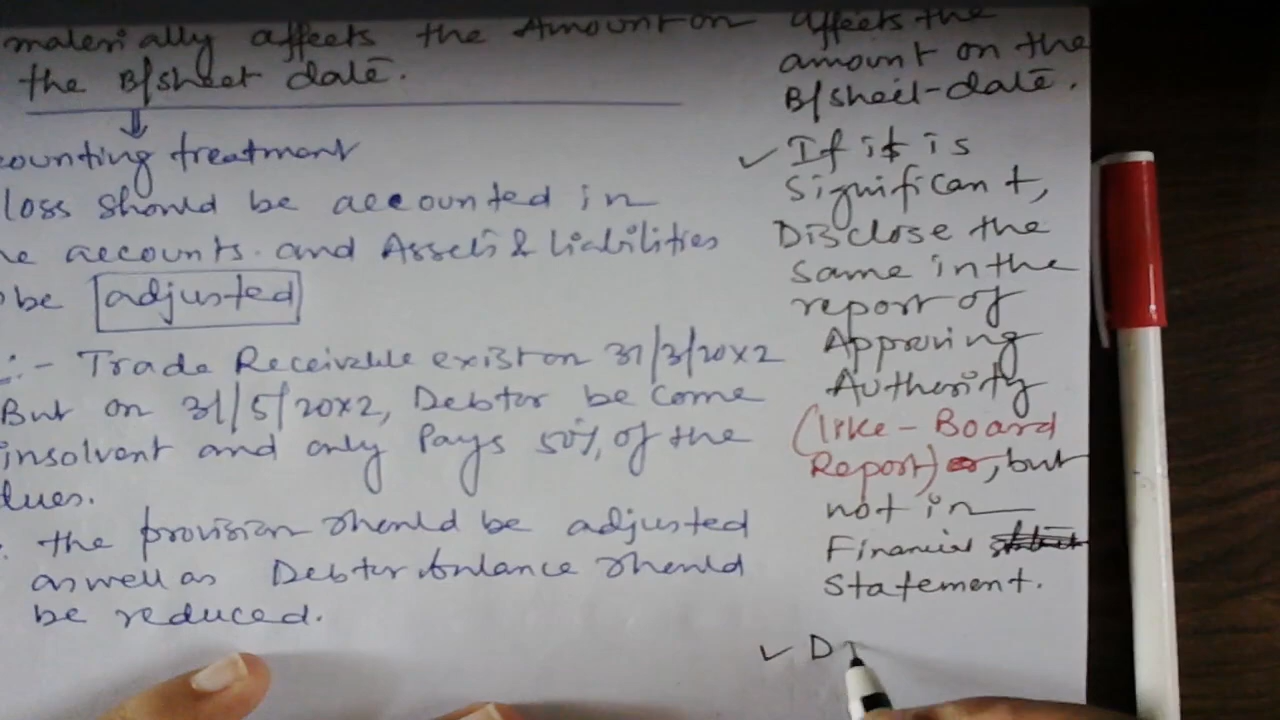 materially affects the Amount on
the B/sheet date.
counting treatment
loss should be accounted in
accounts. and Assets & liabilities
be adjusted
:- Trade Receivable exist on 31/3/20x2
But on 31/5/20x2, Debtor be come
insolvent and only Pays 50% of the
dues.
the provision should be adjusted
as well as Debtor balance should
be reduced.
affects the
amount on the
B/sheet-date.
✓ If it is
significant,
Disclose the
same in the
report of
Approving
Authority
(like - Board
Report) , but
not in
Financial
statement.
✓ D